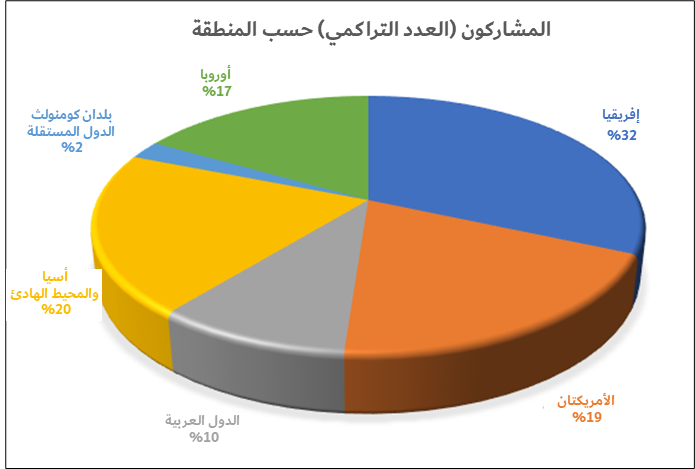 المشاركون (العدد التراكمي) حسب المنطقة
أوروبا
%17
إفريقيا
%32
بلدان كومنولث
الدول المستقلة
%2
أسيا
والمحيط الهادئ
%20
الأمريكتان
%19
الدول العربية
%10